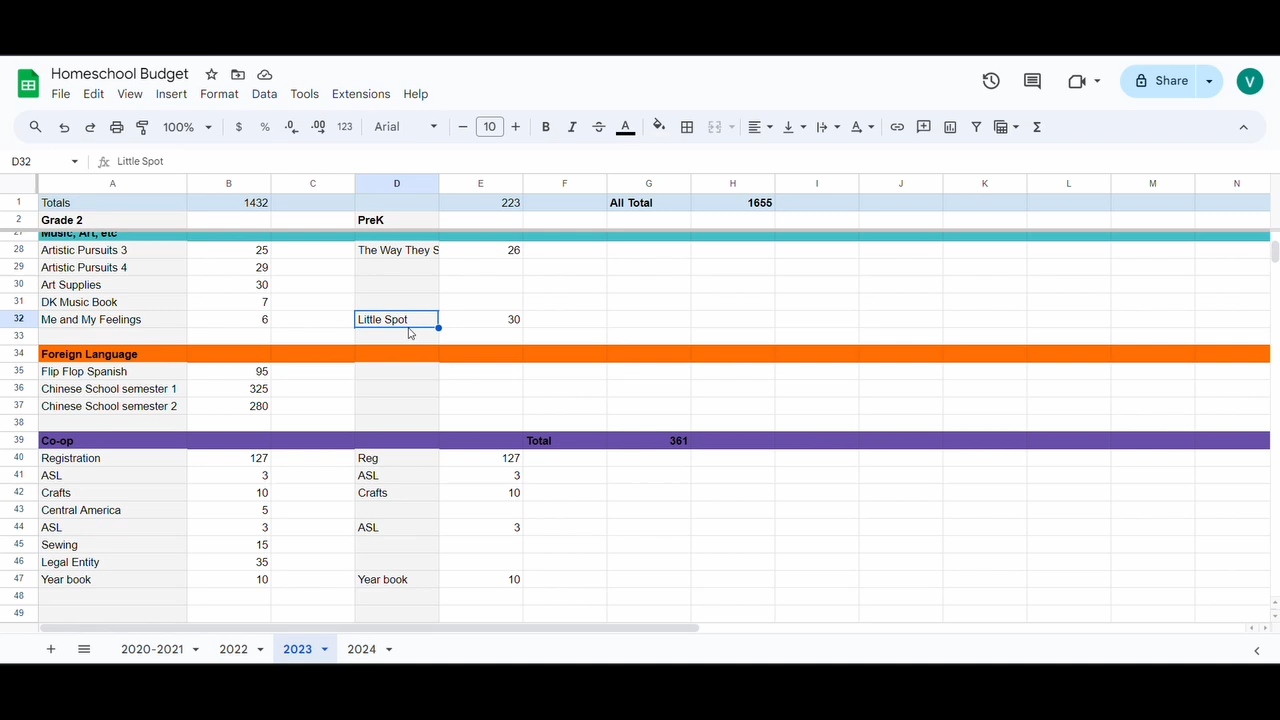 Homeschool Budget
File Edit View Insert Format Data Tools Extensions Help
Share
V
100% $ % .0 .00 123 Arial 10 B I S A
D32 Little Spot
A B C D E F G H I J K L M N
1 Totals 1432 223 All Total 1655
2 Grade 2 PreK
27 Music, Art, etc
28 Artistic Pursuits 3 25 The Way They S 26
29 Artistic Pursuits 4 29
30 Art Supplies 30
31 DK Music Book 7
32 Me and My Feelings 6 Little Spot 30
33
34 Foreign Language
35 Flip Flop Spanish 95
36 Chinese School semester 1 325
37 Chinese School semester 2 280
38
39 Co-op Total 361
40 Registration 127 Reg 127
41 ASL 3 ASL 3
42 Crafts 10 Crafts 10
43 Central America 5
44 ASL 3 ASL 3
45 Sewing 15
46 Legal Entity 35
47 Year book 10 Year book 10
48
49
2020-2021 2022 2023 2024